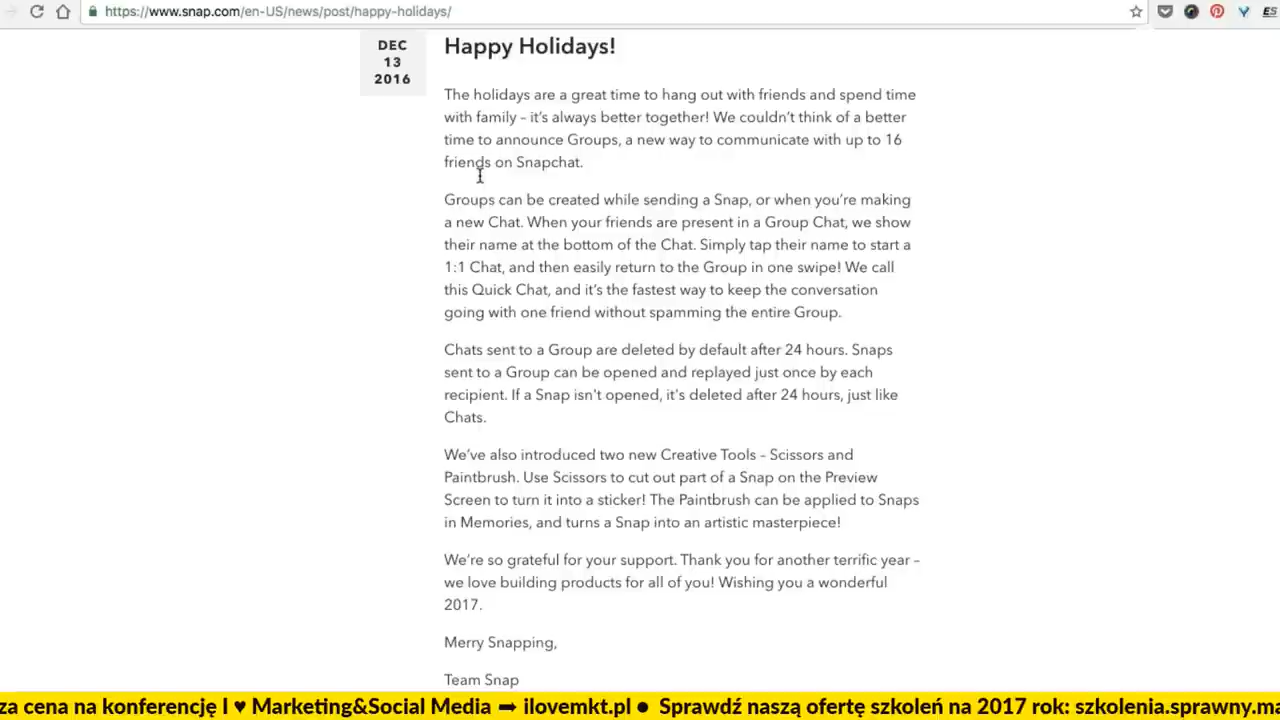 https://www.snap.com/en-US/news/post/happy-holidays/
ES
DEC
13
2016
Happy Holidays!
The holidays are a great time to hang out with friends and spend time
with family – it’s always better together! We couldn’t think of a better
time to announce Groups, a new way to communicate with up to 16
friends on Snapchat.
Groups can be created while sending a Snap, or when you’re making
a new Chat. When your friends are present in a Group Chat, we show
their name at the bottom of the Chat. Simply tap their name to start a
1:1 Chat, and then easily return to the Group in one swipe! We call
this Quick Chat, and it’s the fastest way to keep the conversation
going with one friend without spamming the entire Group.
Chats sent to a Group are deleted by default after 24 hours. Snaps
sent to a Group can be opened and replayed just once by each
recipient. If a Snap isn't opened, it's deleted after 24 hours, just like
Chats.
We’ve also introduced two new Creative Tools – Scissors and
Paintbrush. Use Scissors to cut out part of a Snap on the Preview
Screen to turn it into a sticker! The Paintbrush can be applied to Snaps
in Memories, and turns a Snap into an artistic masterpiece!
We’re so grateful for your support. Thank you for another terrific year –
we love building products for all of you! Wishing you a wonderful
2017.
Merry Snapping,
Team Snap
za cena na konferencję I ♥ Marketing&Social Media ➡ ilovemkt.pl ● Sprawdź naszą ofertę szkoleń na 2017 rok: szkolenia.sprawny.ma